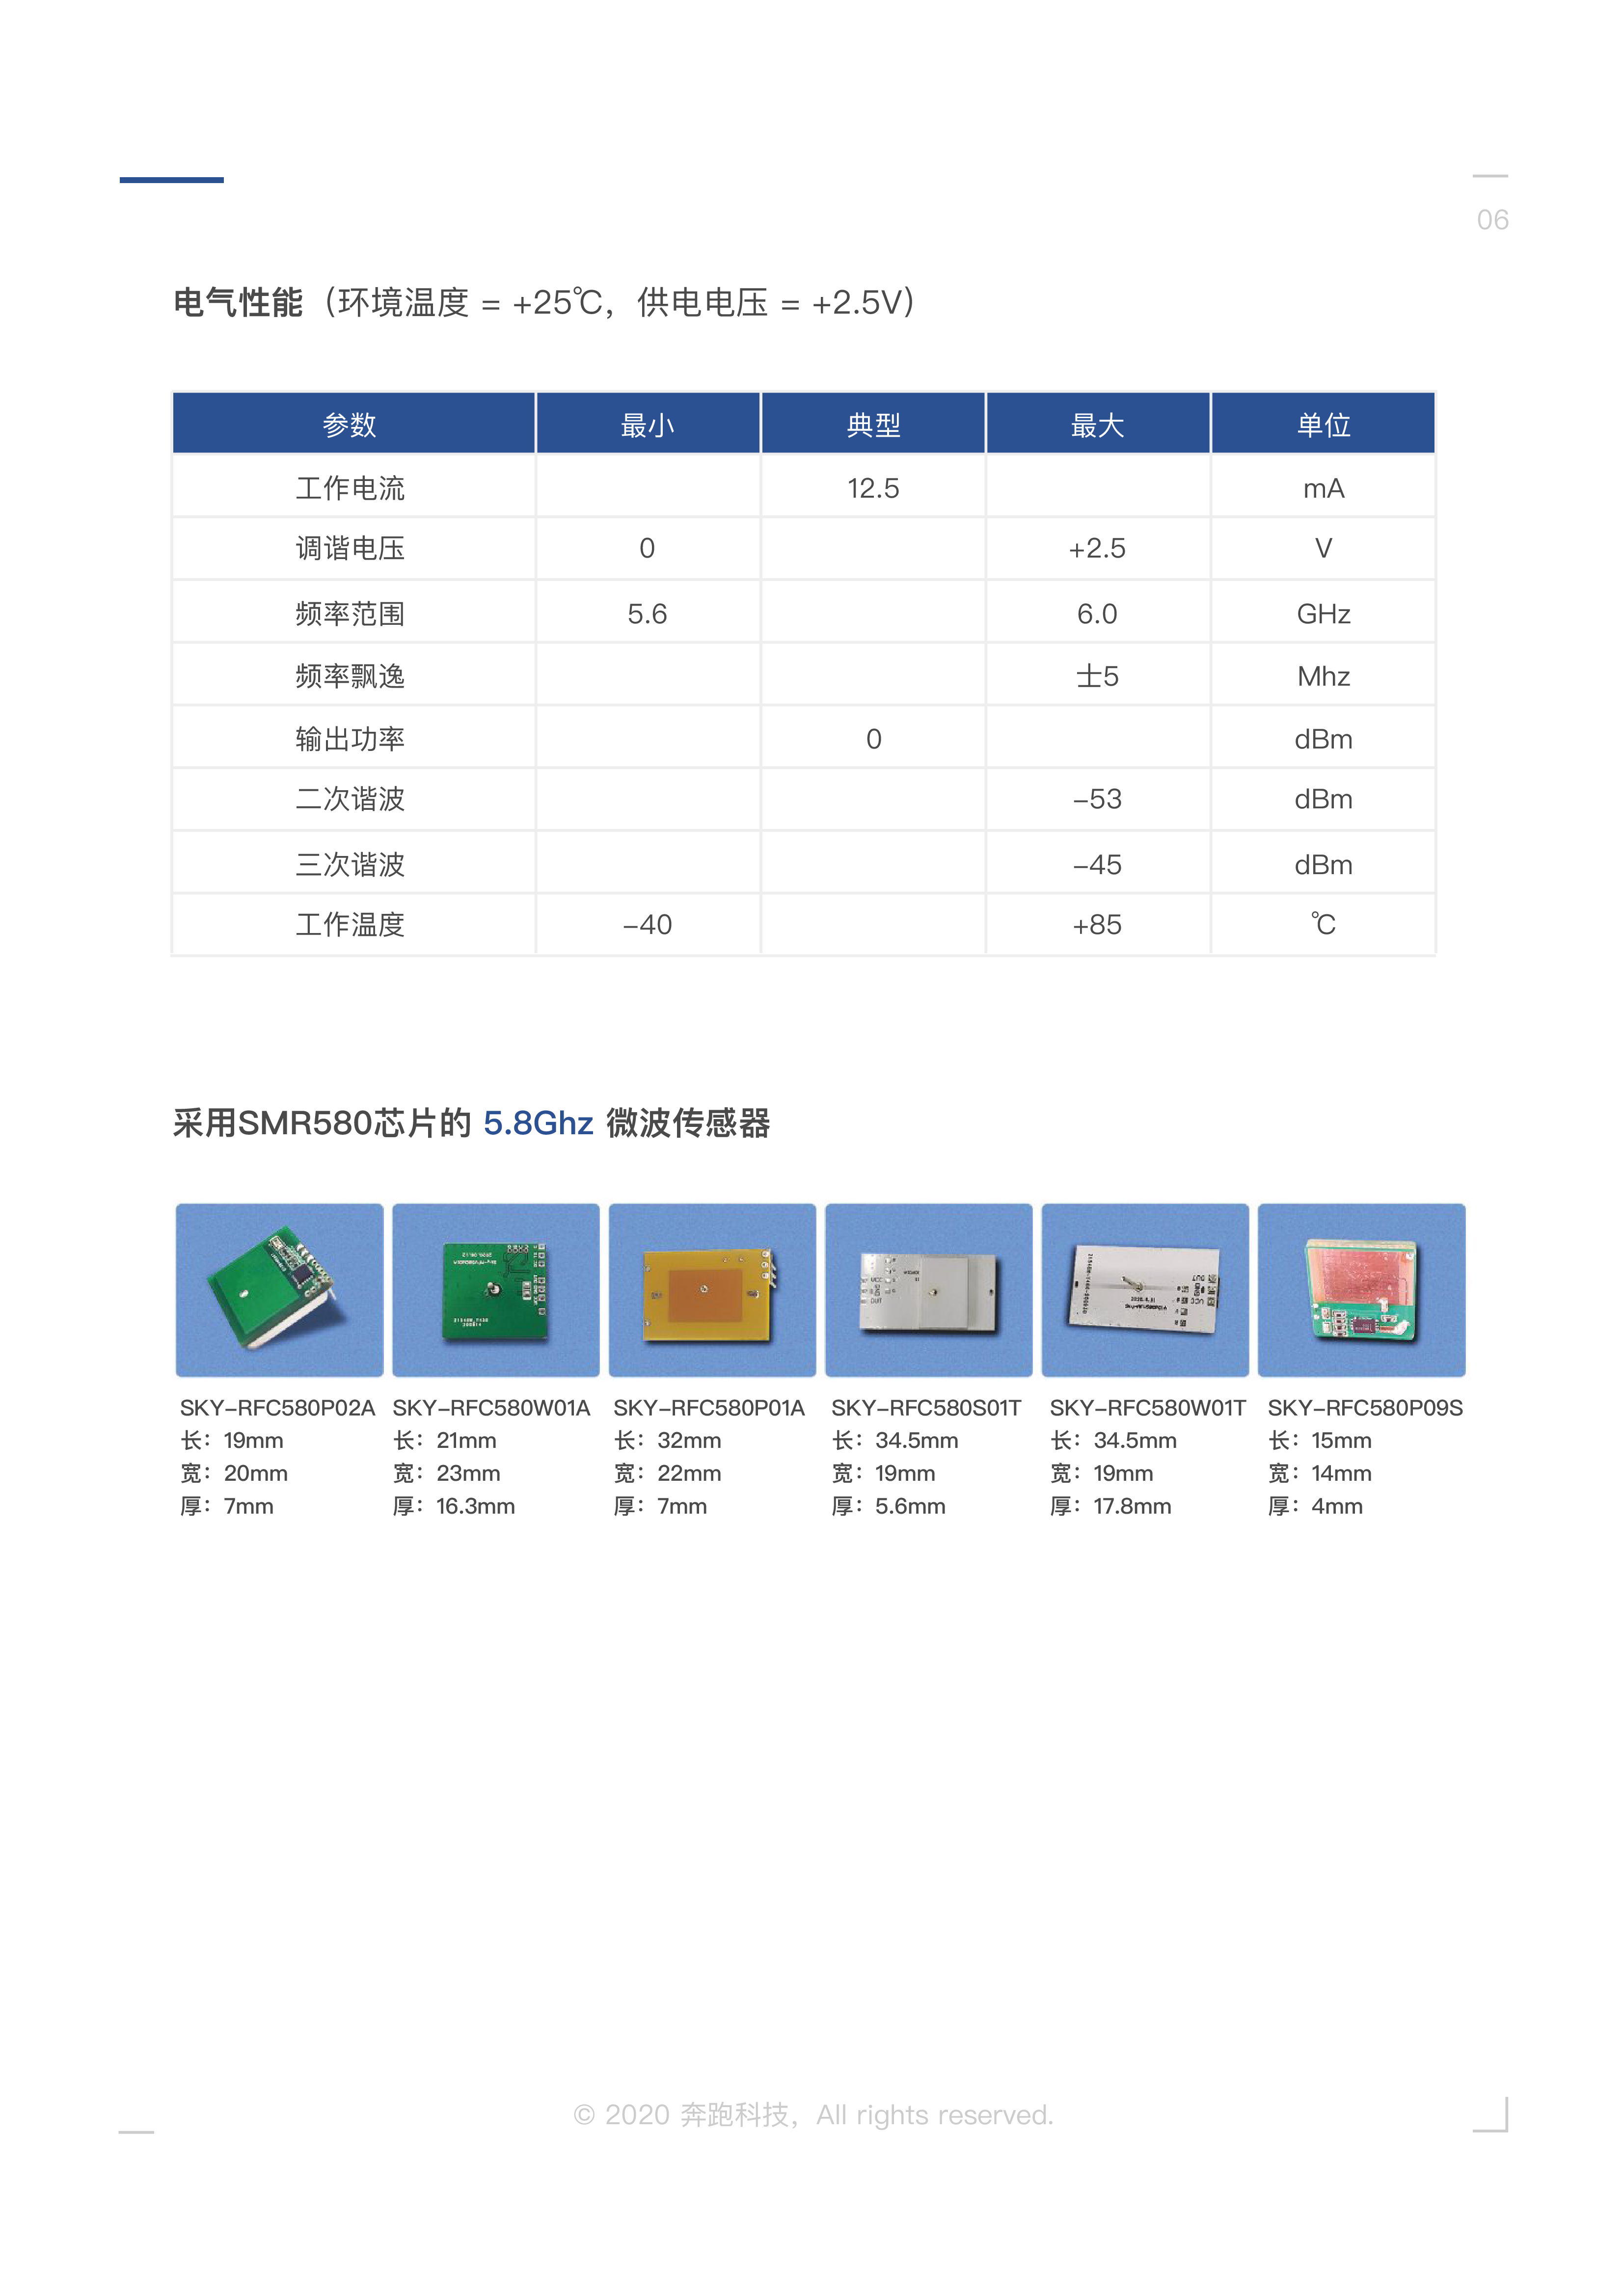 06
电气性能（环境温度 = +25℃，供电电压 = +2.5V）
参数 最小 典型 最大 单位
工作电流 12.5 mA
调谐电压 0 +2.5 V
频率范围 5.6 6.0 GHz
频率飘逸 士5 Mhz
输出功率 0 dBm
二次谐波 –53 dBm
三次谐波 –45 dBm
工作温度 –40 +85 ℃
采用SMR580芯片的 5.8Ghz 微波传感器
VCC
GND
OUT
SKY–RFC580P02A SKY–RFC580W01A SKY–RFC580P01A SKY–RFC580S01T SKY–RFC580W01T SKY–RFC580P09S
长：19mm 长：21mm 长：32mm 长：34.5mm 长：34.5mm 长：15mm
宽：20mm 宽：23mm 宽：22mm 宽：19mm 宽：19mm 宽：14mm
厚：7mm 厚：16.3mm 厚：7mm 厚：5.6mm 厚：17.8mm 厚：4mm
© 2020 奔跑科技，All rights reserved.